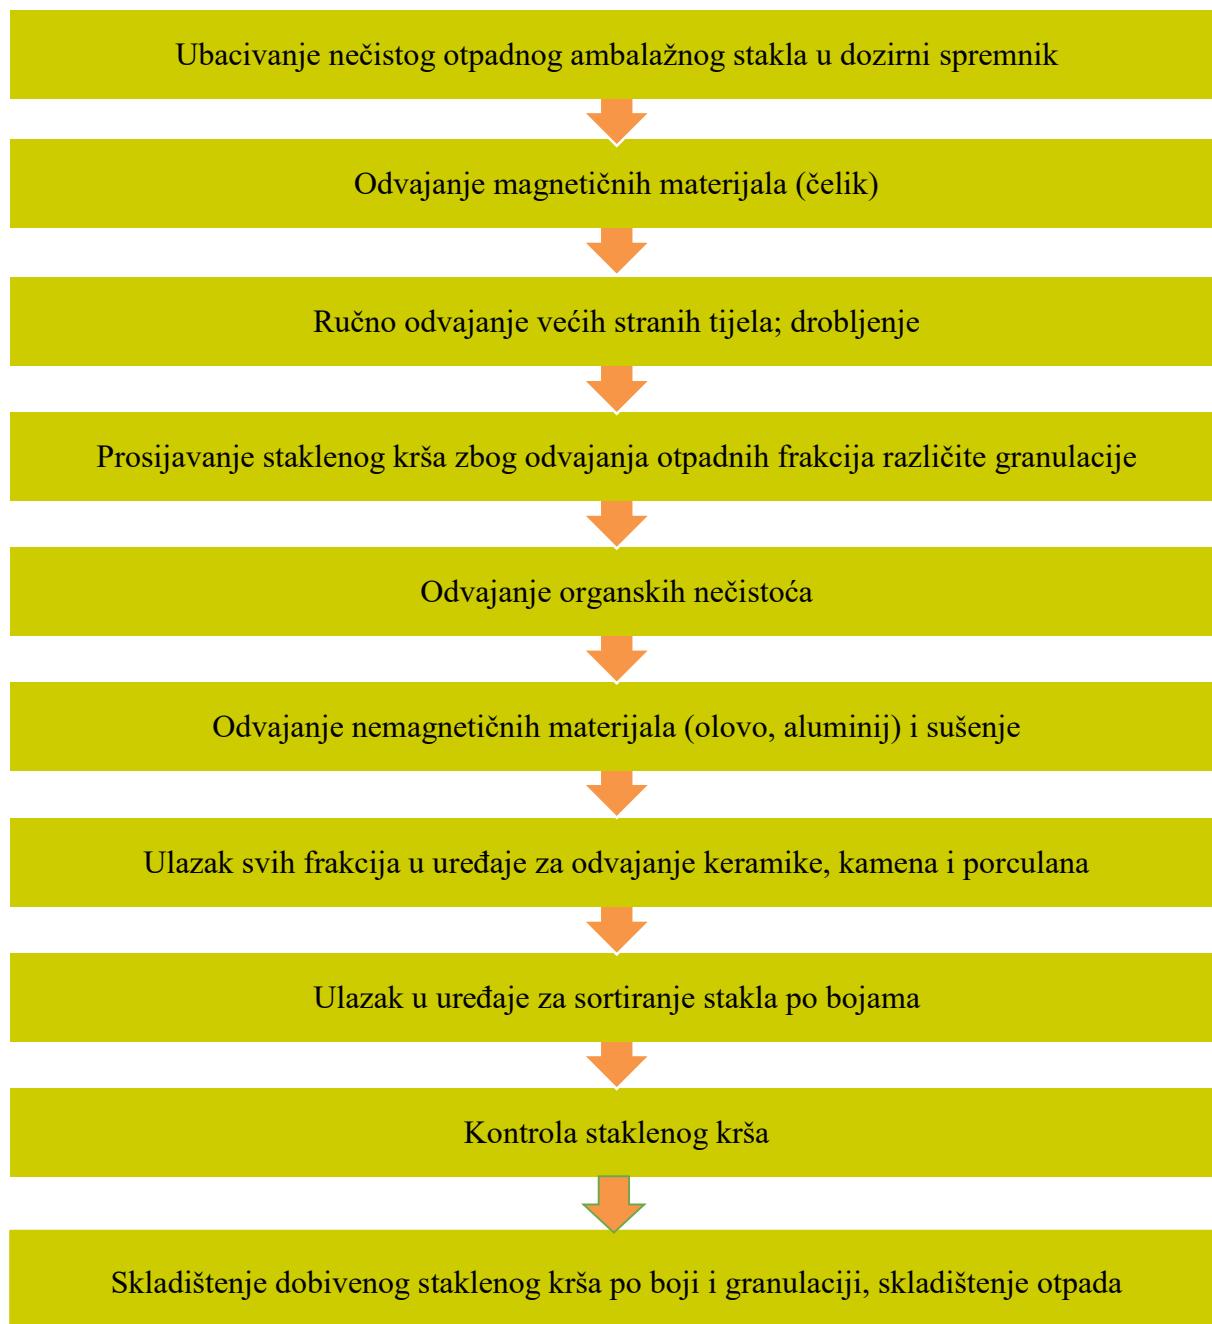 Ubacivanje nečistog otpadnog ambalažnog stakla u dozirni spremnik
Odvajanje magnetičnih materijala (čelik)
Ručno odvajanje većih stranih tijela; drobljenje
Prosijavanje staklenog krša zbog odvajanja otpadnih frakcija različite granulacije
Odvajanje organskih nečistoća
Odvajanje nemagnetičnih materijala (olovo, aluminij) i sušenje
Ulazak svih frakcija u uređaje za odvajanje keramike, kamena i porculana
Ulazak u uređaje za sortiranje stakla po bojama
Kontrola staklenog krša
Skladištenje dobivenog staklenog krša po boji i granulaciji, skladištenje otpada